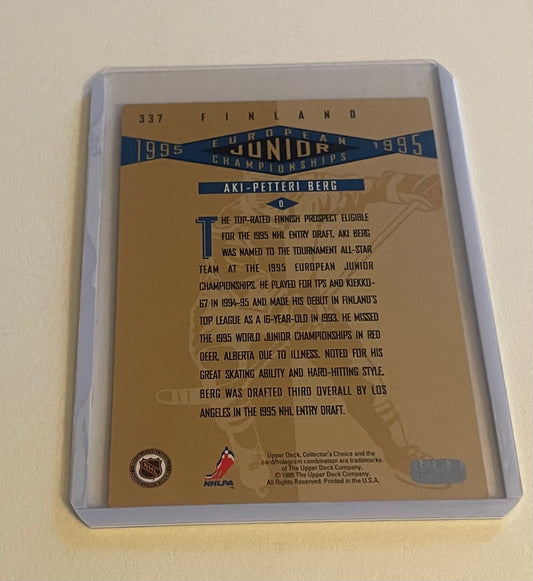 337 FINLAND
1995 EUROPEAN JUNIOR CHAMPIONSHIPS 1995
AKI-PETTERI BERG
D
THE TOP-RATED FINNISH PROSPECT ELIGIBLE
FOR THE 1995 NHL ENTRY DRAFT, AKI BERG
WAS NAMED TO THE TOURNAMENT ALL-STAR
TEAM AT THE 1995 EUROPEAN JUNIOR
CHAMPIONSHIPS. HE PLAYED FOR TPS AND KIEKKO-
67 IN 1994-95 AND MADE HIS DEBUT IN FINLAND'S
TOP LEAGUE AS A 16-YEAR-OLD IN 1993. HE MISSED
THE 1995 WORLD JUNIOR CHAMPIONSHIPS IN RED
DEER, ALBERTA DUE TO ILLNESS. NOTED FOR HIS
GREAT SKATING ABILITY AND HARD-HITTING STYLE,
BERG WAS DRAFTED THIRD OVERALL BY LOS
ANGELES IN THE 1995 NHL ENTRY DRAFT.
Upper Deck, Collector's Choice and the
card/hologram combination are trademarks
of The Upper Deck Company.
© 1995 The Upper Deck Company.
All Rights Reserved. Printed in the U.S.A.
NHL
NHLPA